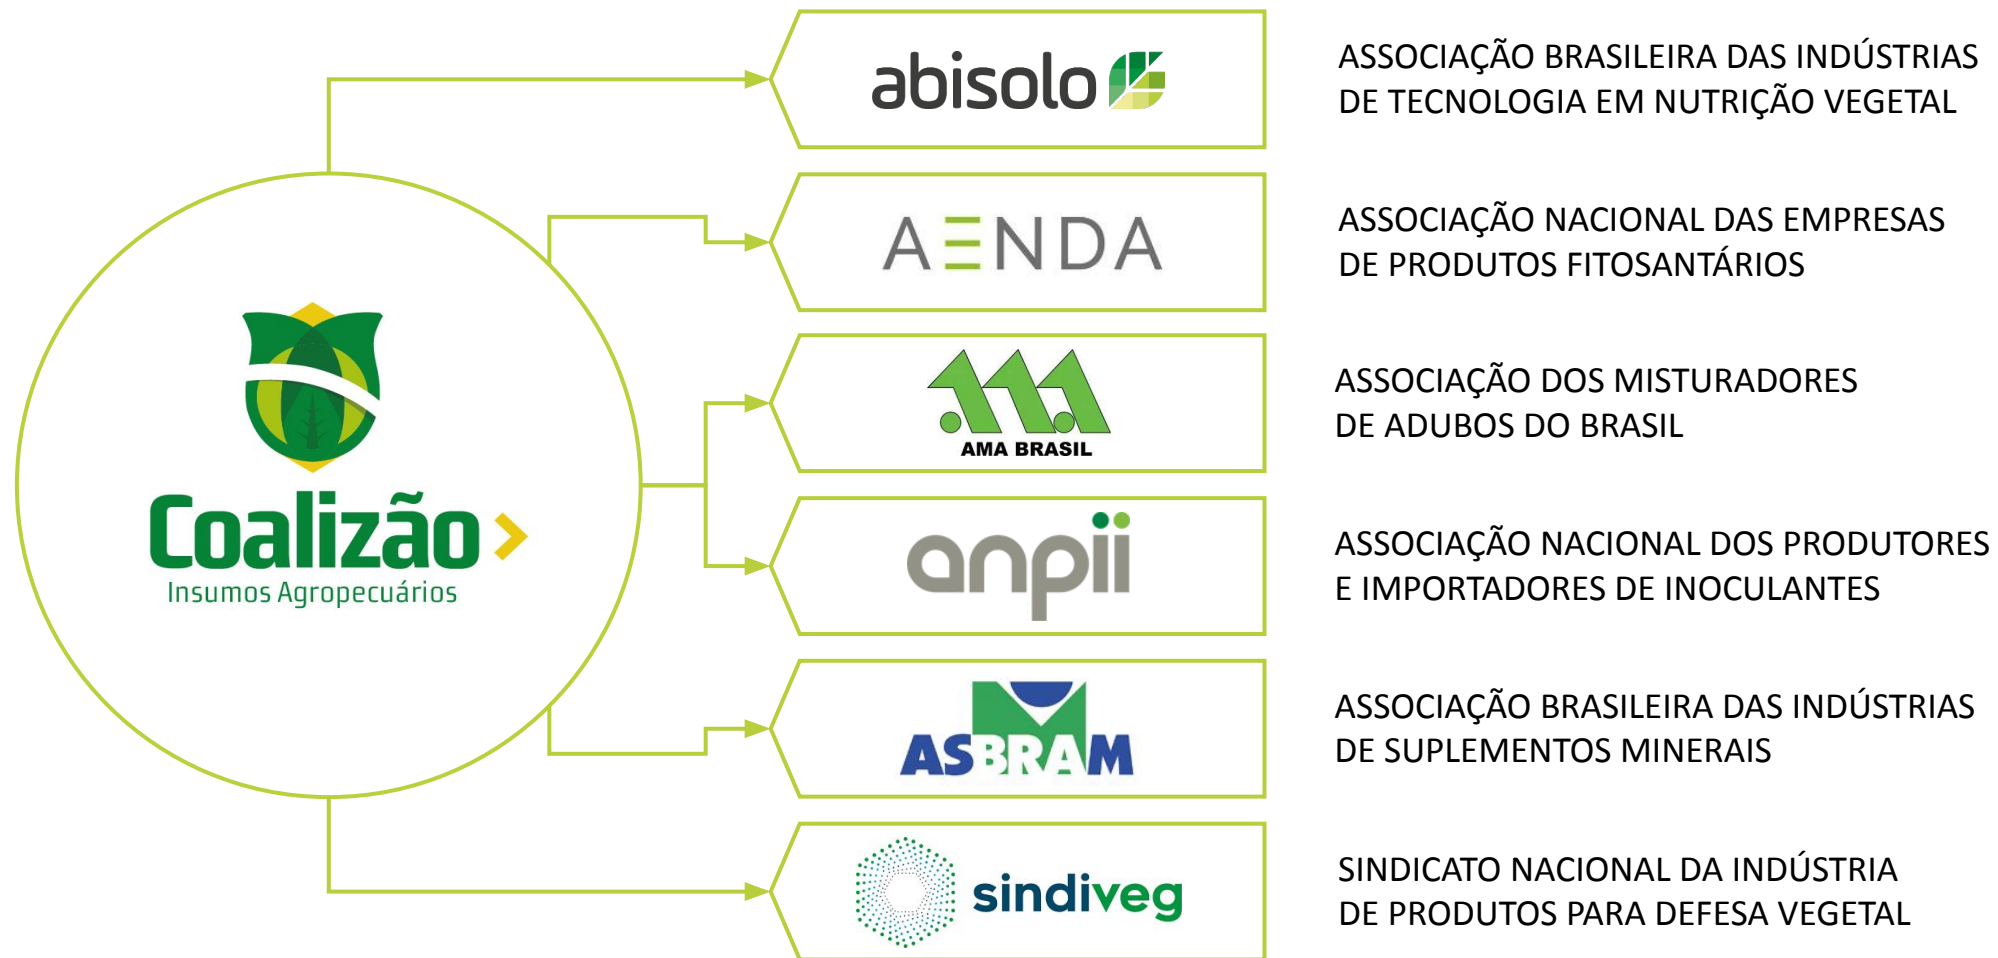 abisolo
ASSOCIAÇÃO BRASILEIRA DAS INDÚSTRIAS
DE TECNOLOGIA EM NUTRIÇÃO VEGETAL
AENDA
ASSOCIAÇÃO NACIONAL DAS EMPRESAS
DE PRODUTOS FITOSANTÁRIOS
Coalizão
Insumos Agropecuários
AMA BRASIL
ASSOCIAÇÃO DOS MISTURADORES
DE ADUBOS DO BRASIL
anpii
ASSOCIAÇÃO NACIONAL DOS PRODUTORES
E IMPORTADORES DE INOCULANTES
ASBRAM
ASSOCIAÇÃO BRASILEIRA DAS INDÚSTRIAS
DE SUPLEMENTOS MINERAIS
sindiveg
SINDICATO NACIONAL DA INDÚSTRIA
DE PRODUTOS PARA DEFESA VEGETAL